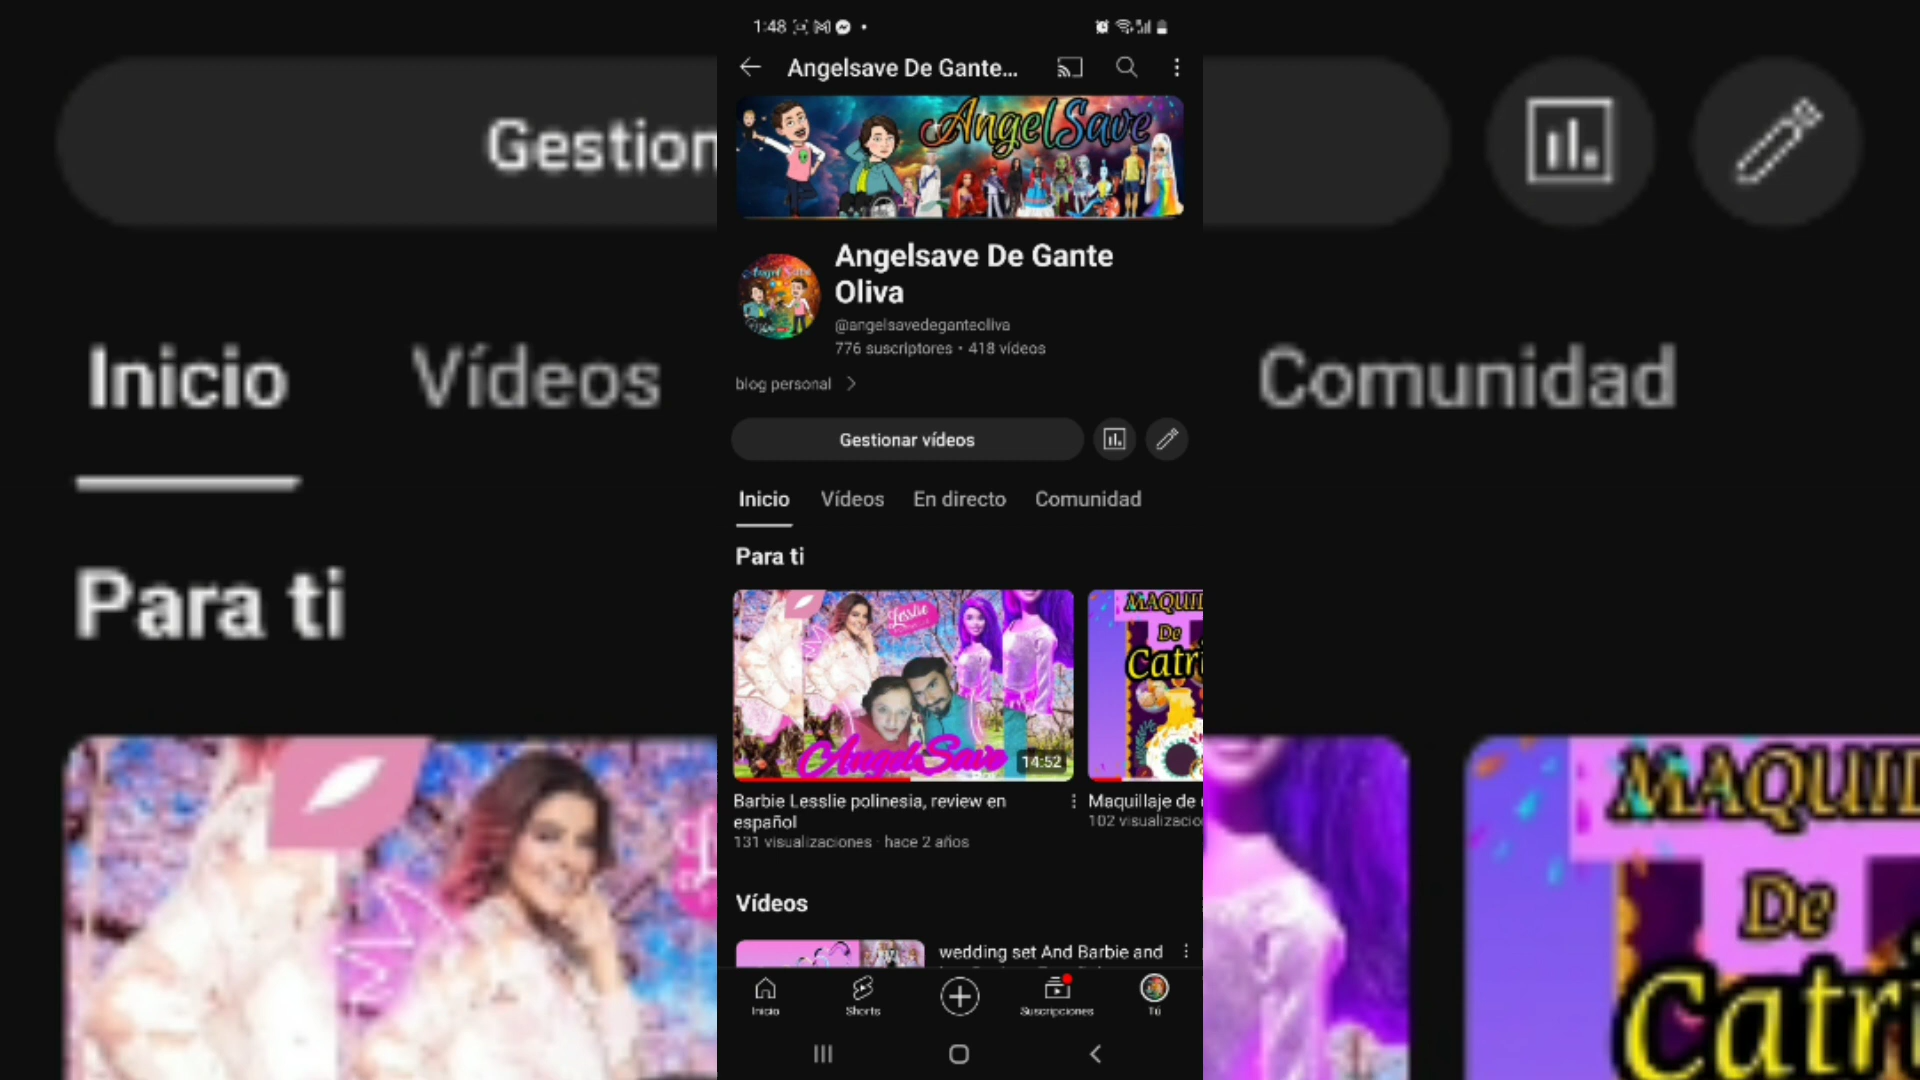 1:48
Angelsave De Gante...
AngelSave
Angelsave De Gante
Oliva
@angelsavedeganteoliva
776 suscriptores • 418 vídeos
blog personal
Gestionar vídeos
Inicio Vídeos En directo Comunidad
Para ti
Lesslie
AngelSave
14:52
MAQUI
De
Catri
Barbie Lesslie polinesia, review en
español
131 visualizaciones · hace 2 años
Maquillaje de
102 visualizacio
Vídeos
wedding set And Barbie and
Inicio
Shorts
Suscripciones
Tú
Gestion
Inicio Vídeos Comunidad
Para ti
MAQUIL
De
Catri